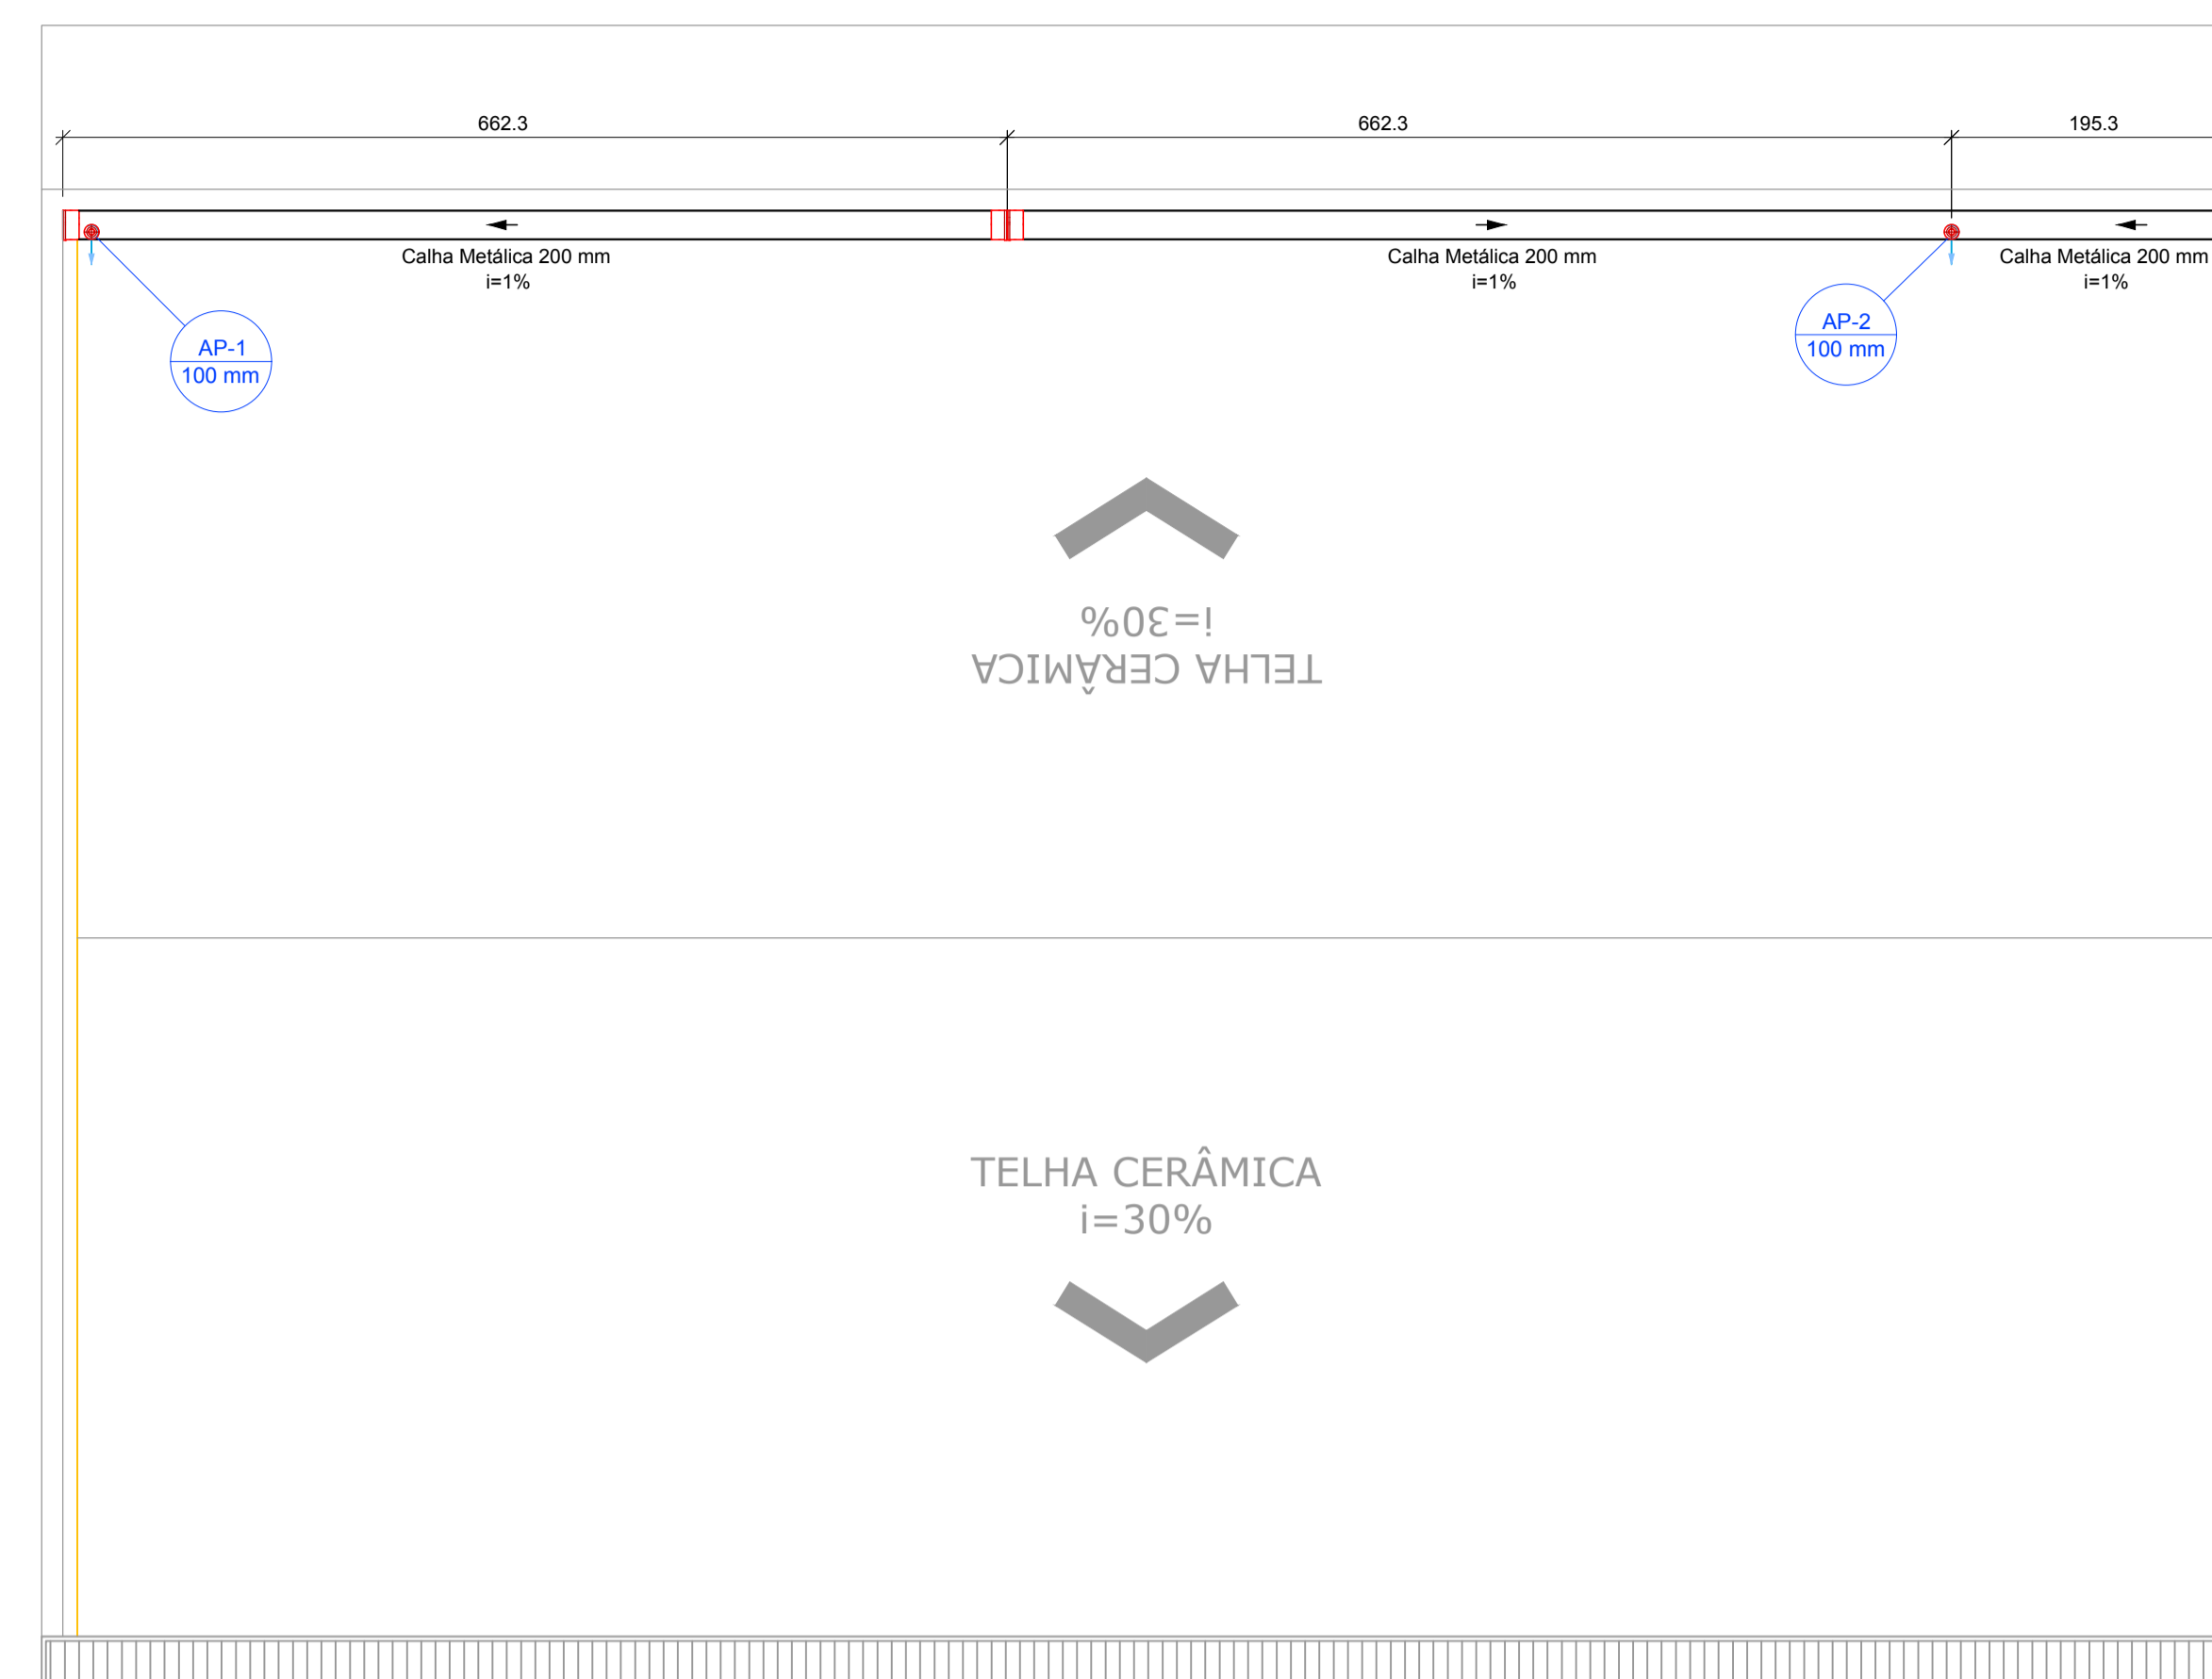 662.3
662.3
195.3
Calha Metálica 200 mm
i=1%
Calha Metálica 200 mm
i=1%
Calha Metálica 200 mm
i=1%
AP-1
100 mm
AP-2
100 mm
TELHA CERÂMICA
i=30%
TELHA CERÂMICA
i=30%